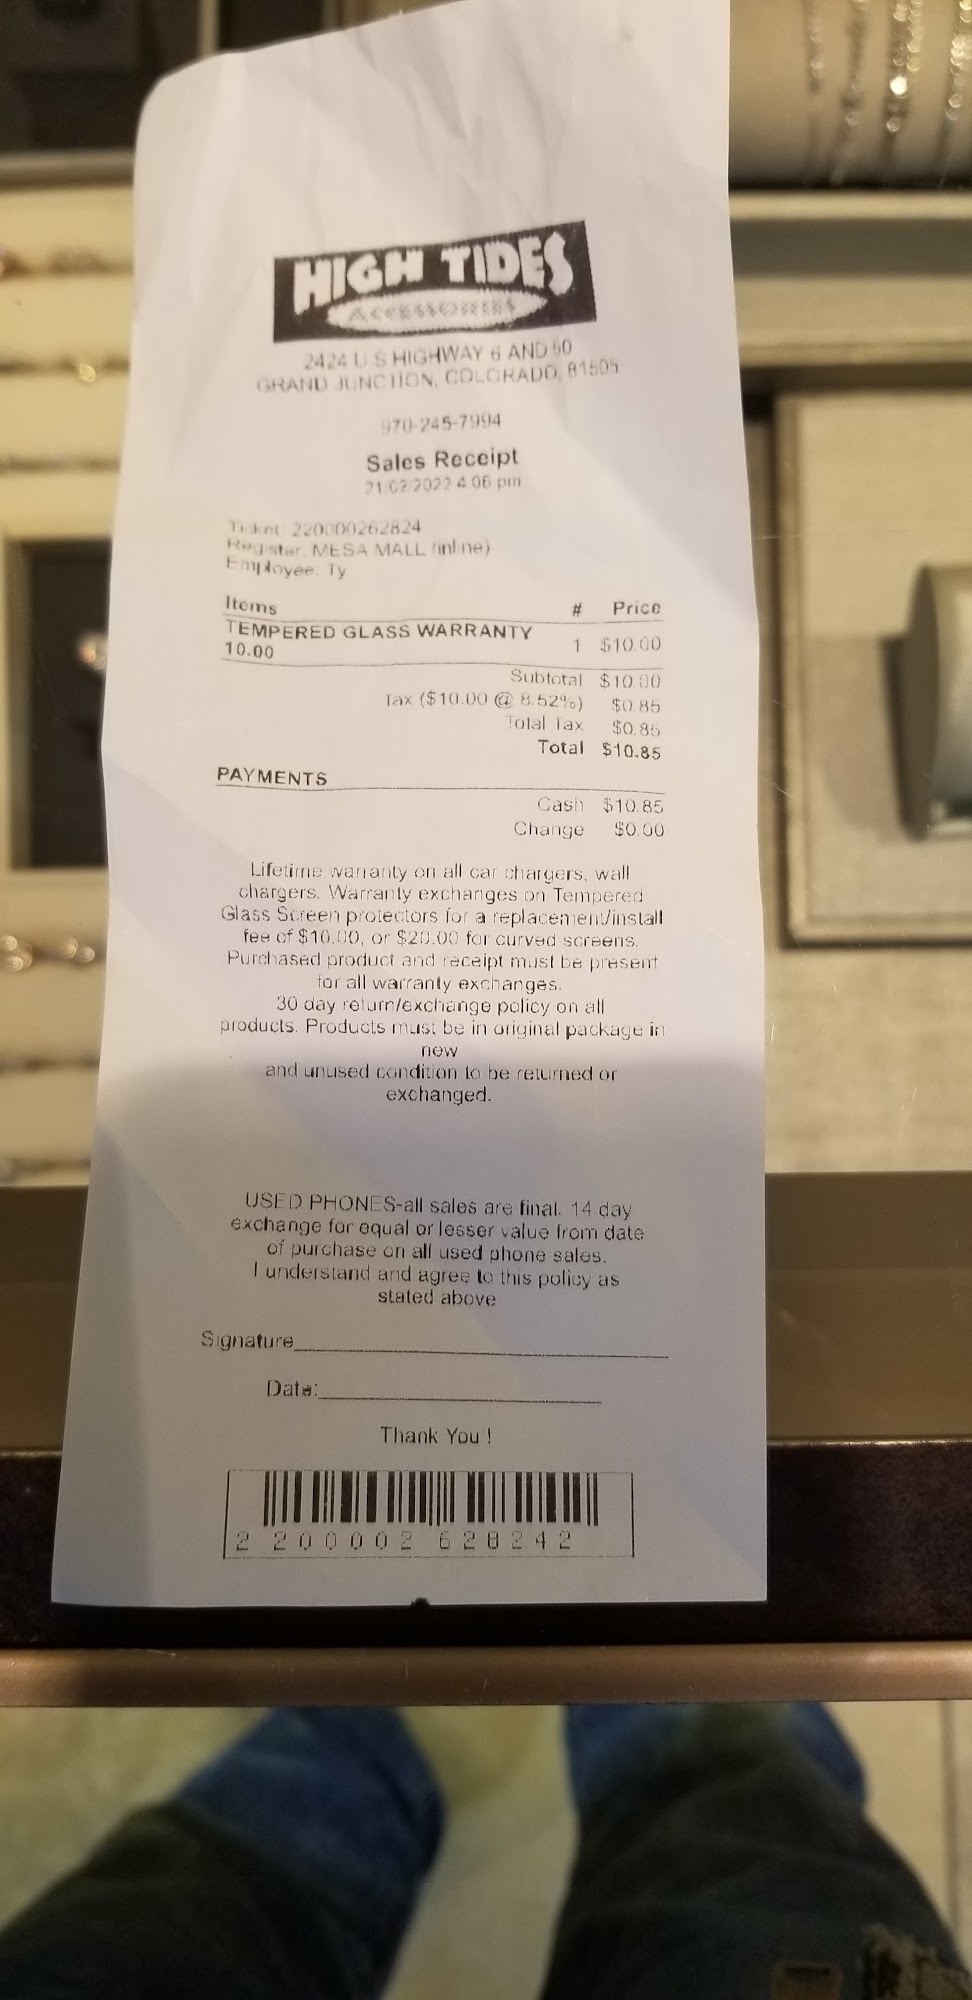 HIGH TIDES
ACCESSORIES
2424 U S HIGHWAY 6 AND 50
GRAND JUNCTION, COLORADO, 81505
970-245-7994
Sales Receipt
21/02/2022 4:06 pm
Ticket: 220000262824
Register: MESA MALL (inline)
Employee: Ty
Items # Price
TEMPERED GLASS WARRANTY
10.00 1 $10.00
Subtotal $10.00
Tax ($10.00 @ 8.52%) $0.85
Total Tax $0.85
Total $10.85
PAYMENTS
Cash $10.85
Change $0.00
Lifetime warranty on all car chargers, wall
chargers. Warranty exchanges on Tempered
Glass Screen protectors for a replacement/install
fee of $10.00, or $20.00 for curved screens.
Purchased product and receipt must be present
for all warranty exchanges.
30 day return/exchange policy on all
products. Products must be in original package in
new
and unused condition to be returned or
exchanged.
USED PHONES-all sales are final. 14 day
exchange for equal or lesser value from date
of purchase on all used phone sales.
I understand and agree to this policy as
stated above
Signature
Date:
Thank You !
2 200002 628242